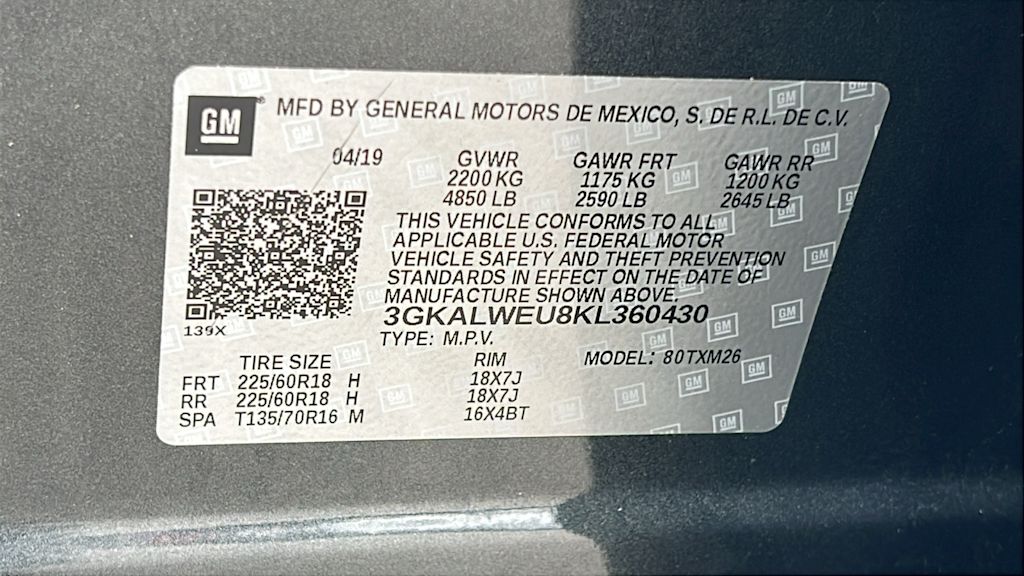 GM MFD BY GENERAL MOTORS DE MEXICO, S. DE R.L. DE C.V.
04/19 GVWR GAWR FRT GAWR RR
2200 KG 1175 KG 1200 KG
4850 LB 2590 LB 2645 LB
THIS VEHICLE CONFORMS TO ALL
APPLICABLE U.S. FEDERAL MOTOR
VEHICLE SAFETY AND THEFT PREVENTION
STANDARDS IN EFFECT ON THE DATE OF
MANUFACTURE SHOWN ABOVE.
3GKALWEU8KL360430
139X
TYPE: M.P.V.
TIRE SIZE RIM MODEL: 80TXM26
FRT 225/60R18 H 18X7J
RR 225/60R18 H 18X7J
SPA T135/70R16 M 16X4BT